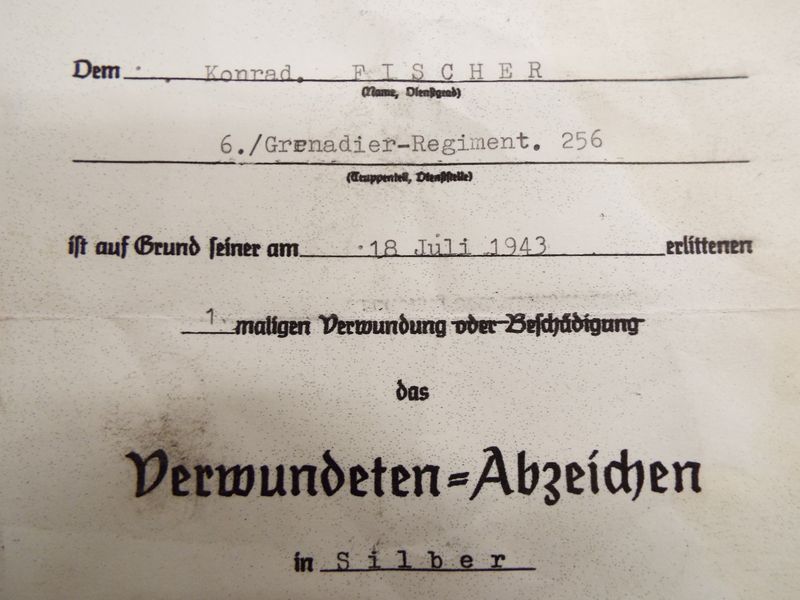 Dem Konrad. FISCHER
(Name, Dienstgrad)
6./Grenadier-Regiment. 256
(Truppenteil, Dienststelle)
ist auf Grund seiner am 18 Juli 1943 erlittenen
1 maligen Verwundung oder Beschädigung
das
Verwundeten=Abzeichen
in Silber